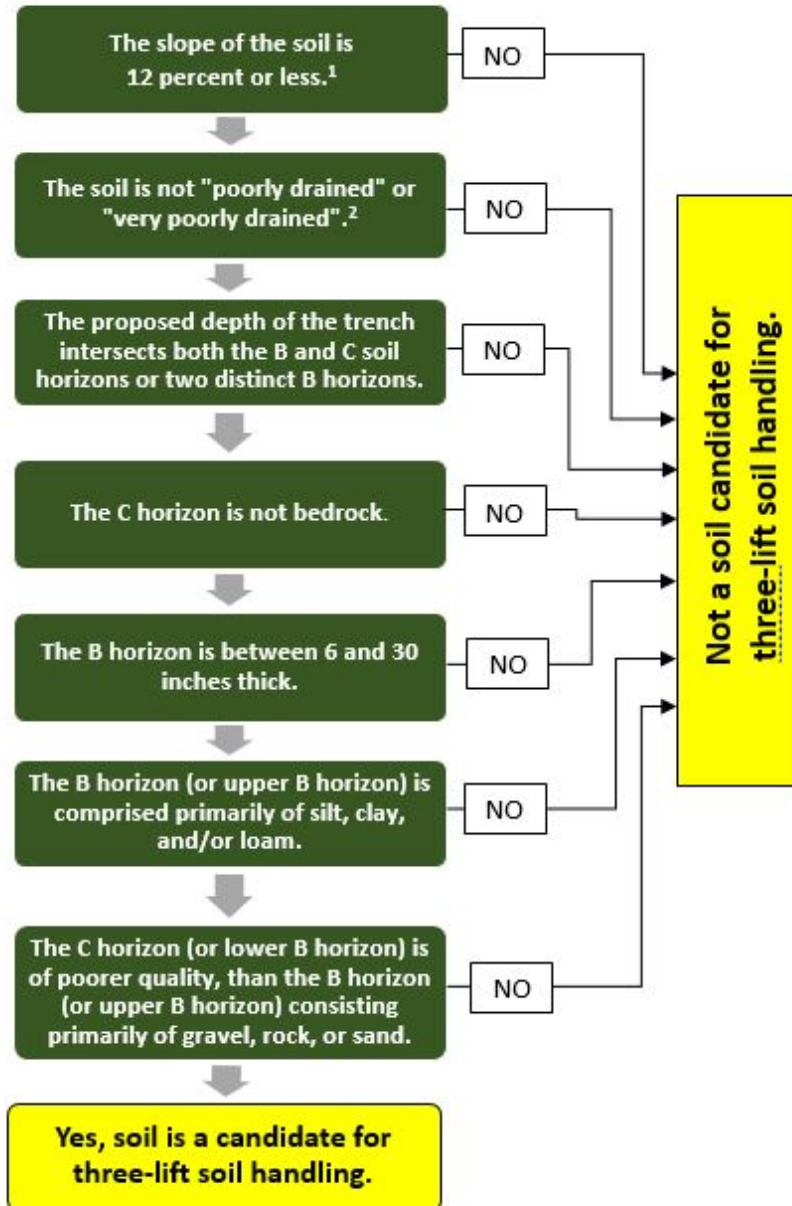 The slope of the soil is
12 percent or less.¹
NO
The soil is not "poorly drained" or
"very poorly drained".²
NO
The proposed depth of the trench
intersects both the B and C soil
horizons or two distinct B horizons.
NO
The C horizon is not bedrock.
NO
The B horizon is between 6 and 30
inches thick.
NO
The B horizon (or upper B horizon) is
comprised primarily of silt, clay,
and/or loam.
NO
The C horizon (or lower B horizon) is
of poorer quality, than the B horizon
(or upper B horizon) consisting
primarily of gravel, rock, or sand.
NO
Yes, soil is a candidate for
three-lift soil handling.
Not a soil candidate for
three-lift soil handling.